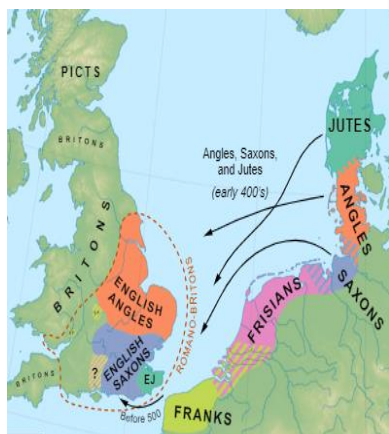 PICTS
BRITONS
BRITONS
JUTES
Angles, Saxons,
and Jutes
(early 400's)
ANGLES
SAXONS
ENGLISH
ANGLES
ROMANO-BRITONS
FRISIANS
ENGLISH
SAXONS
?
EJ
BRITONS
Before 500
FRANKS